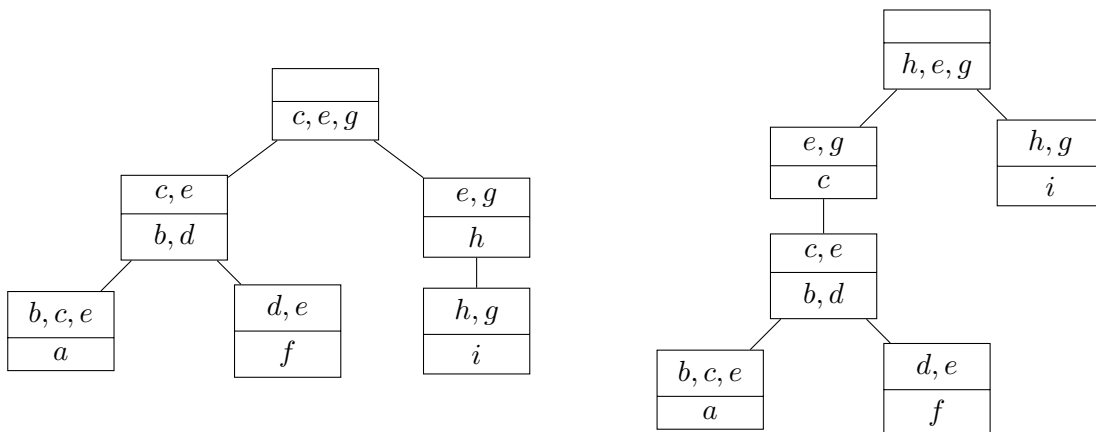 c, e, g
c, e
b, d
e, g
h
b, c, e
a
d, e
f
h, g
i
h, e, g
e, g
c
h, g
i
c, e
b, d
b, c, e
a
d, e
f